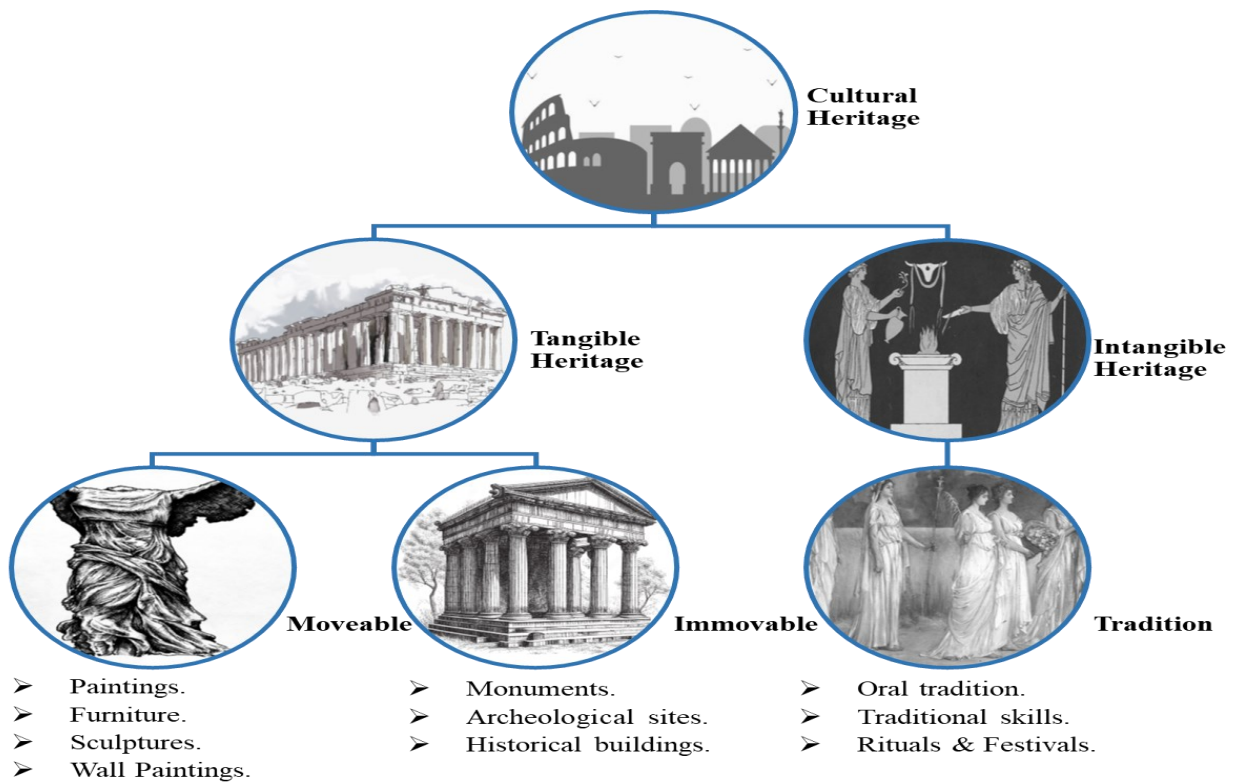 Cultural
Heritage
Tangible
Heritage
Intangible
Heritage
Moveable
Immovable
Tradition
➢ Paintings.
➢ Furniture.
➢ Sculptures.
➢ Wall Paintings.
➢ Monuments.
➢ Archeological sites.
➢ Historical buildings.
➢ Oral tradition.
➢ Traditional skills.
➢ Rituals & Festivals.